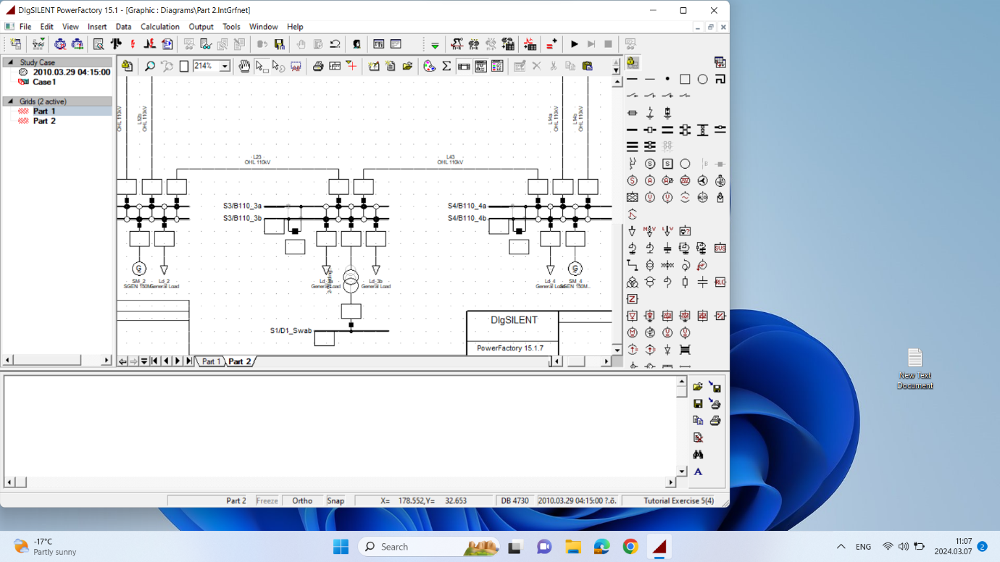 DIgSILENT PowerFactory 15.1 - [Graphic : Diagrams\Part 2.IntGrfnet]
File Edit View Insert Data Calculation Output Tools Window Help
Study Case
2010.03.29 04:15:00
Case1
Grids (2 active)
Part 1
Part 2
214%
OHL 110kV
L12b
OHL 110kV
L23
OHL 110kV
L43
OHL 110kV
L14a
OHL 110kV
L14b
OHL 110kV
S3/B110_3a
S3/B110_3b
S4/B110_4a
S4/B110_4b
G
SM_2
SGEN 150M
Ld_2
General Load
General Load
Ld_3b
General Load
Ld_4
General Load
G
SM_4
SGEN 150M..
S1/D1_Swab
DIgSILENT
PowerFactory 15.1.7
Part 1 Part 2
SVS
RLC
Part 2 Freeze Ortho Snap X= 178.552,Y= 32.653 DB 4730 2010.03.29 04:15:00 ?.õ. Tutorial Exercise 5(4)
New Text
Document
-17°C
Partly sunny
Search
ENG
11:07
2024.03.07
2